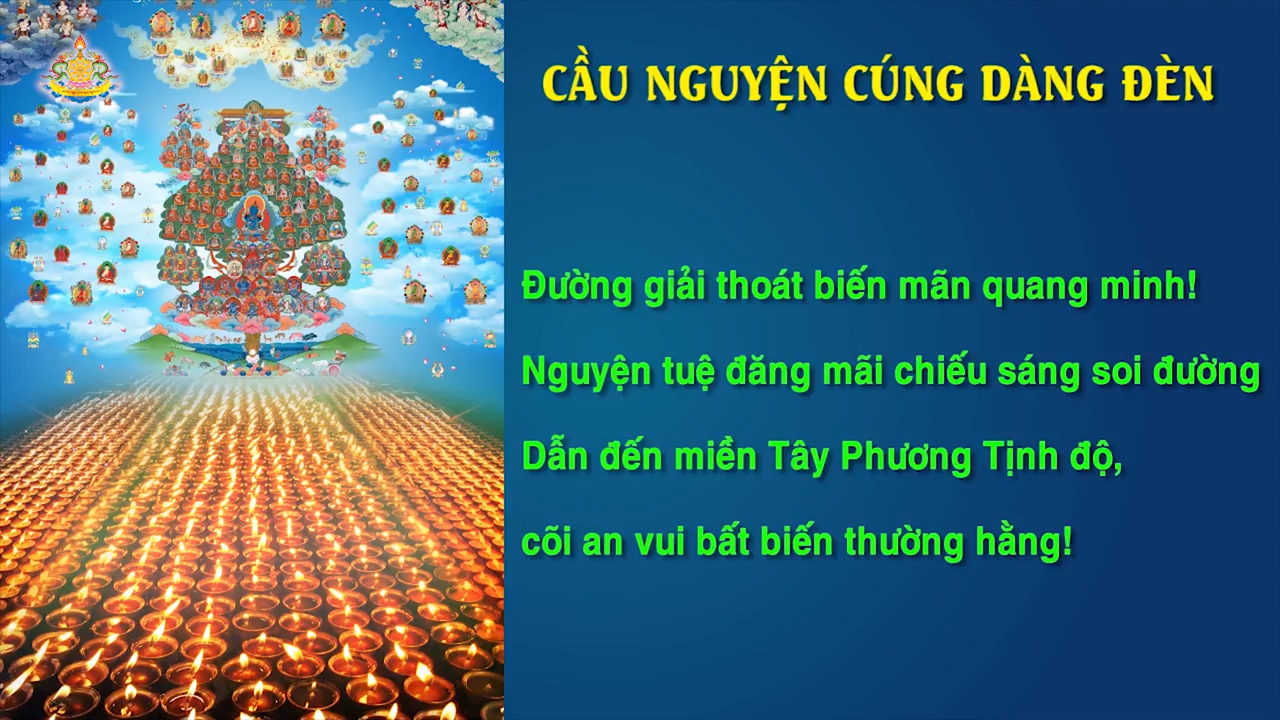 CẦU NGUYỆN CÚNG DÀNG ĐÈN
Đường giải thoát biến mãn quang minh!
Nguyện tuệ đăng mãi chiếu sáng soi đường
Dẫn đến miền Tây Phương Tịnh độ,
cõi an vui bất biến thường hằng!